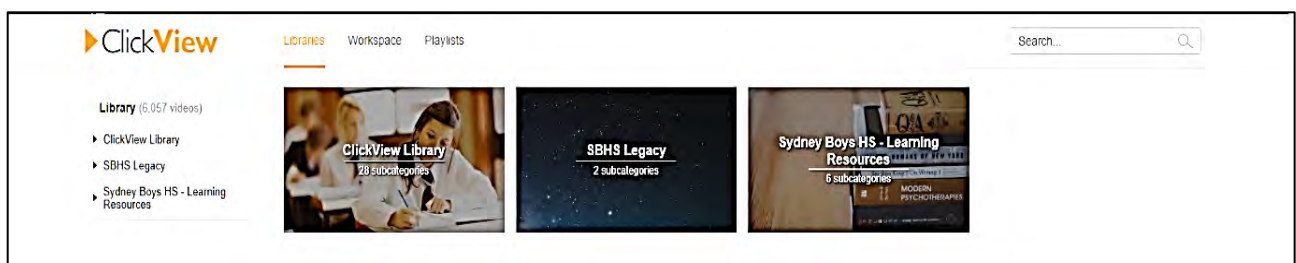 ClickView
Libraries Workspace Playlists
Search...
Library (6,057 videos)
ClickView Library
SBHS Legacy
Sydney Boys HS - Learning
Resources
ClickView Library
28 subcategories
SBHS Legacy
2 subcategories
Sydney Boys HS - Learning
Resources
6 subcategories
Q&A
MODERN
PSYCHOTHERAPIES